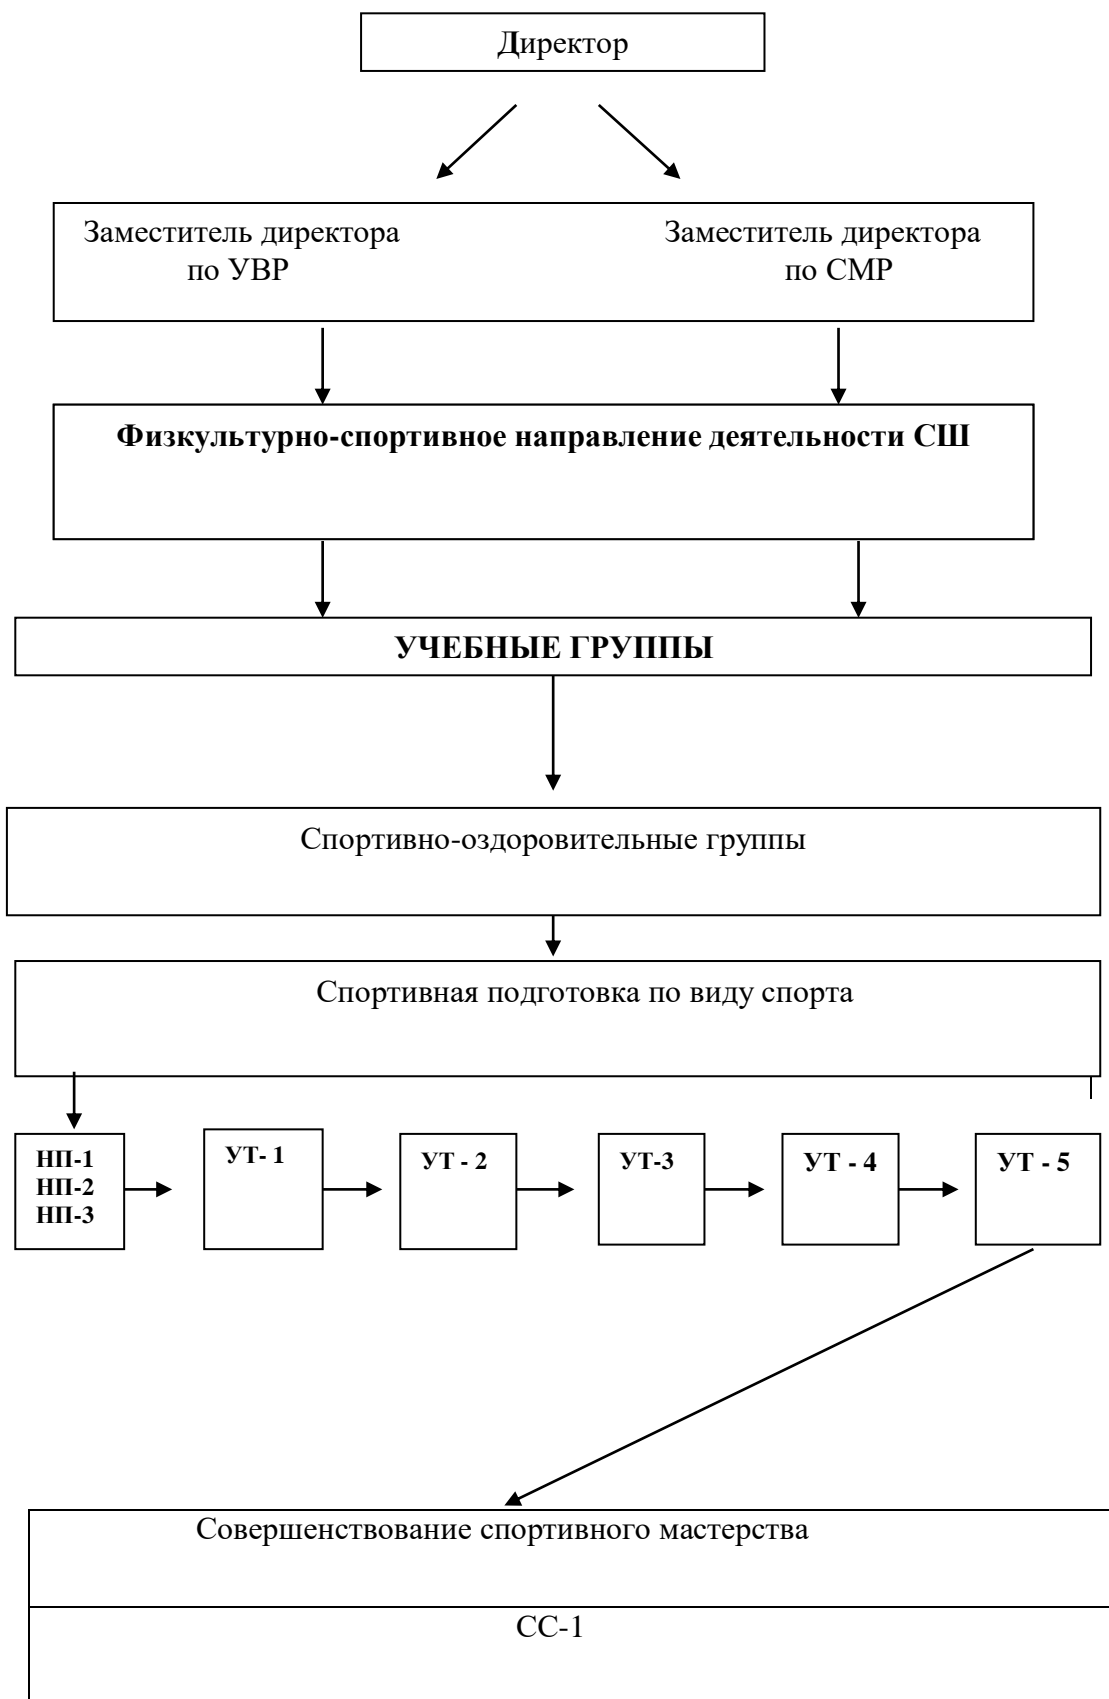 Директор
Заместитель директора
по УВР
Заместитель директора
по СМР
Физкультурно-спортивное направление деятельности СШ
УЧЕБНЫЕ ГРУППЫ
Спортивно-оздоровительные группы
Спортивная подготовка по виду спорта
НП-1
НП-2
НП-3
УТ- 1
УТ - 2
УТ-3
УТ - 4
УТ - 5
Совершенствование спортивного мастерства
СС-1